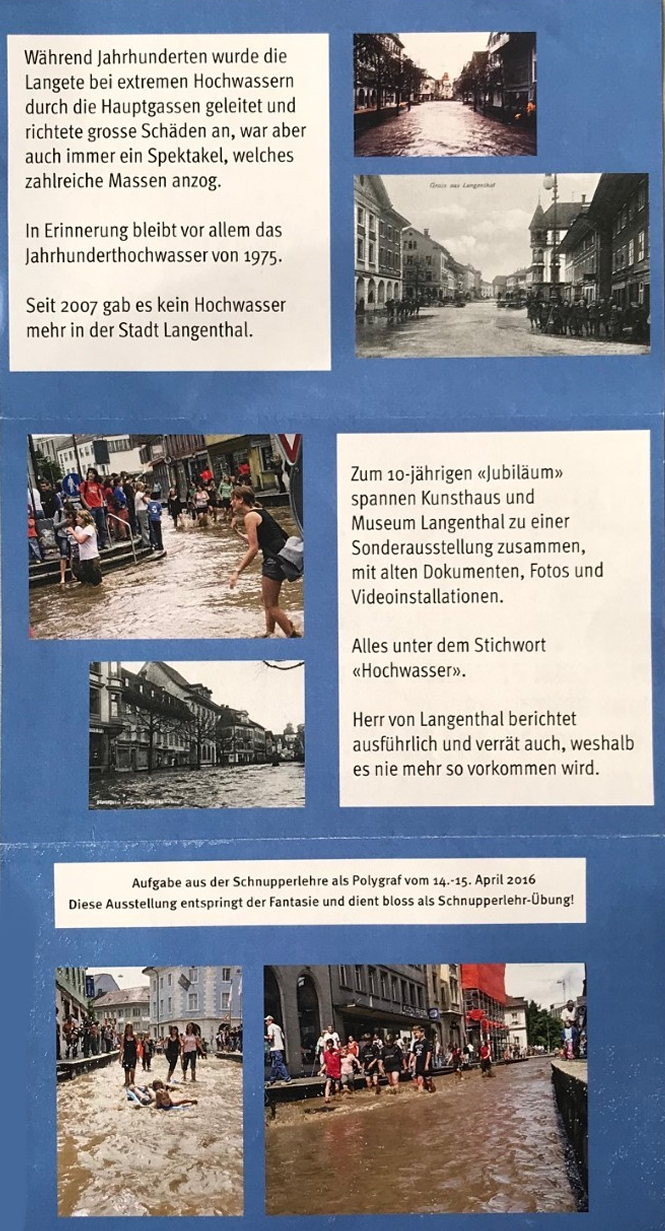 Während Jahrhunderten wurde die
Langete bei extremen Hochwassern
durch die Hauptgassen geleitet und
richtete grosse Schäden an, war aber
auch immer ein Spektakel, welches
zahlreiche Massen anzog.
In Erinnerung bleibt vor allem das
Jahrhunderthochwasser von 1975.
Seit 2007 gab es kein Hochwasser
mehr in der Stadt Langenthal.
Gruss aus Langenthal
Zum 10-jährigen «Jubiläum»
spannen Kunsthaus und
Museum Langenthal zu einer
Sonderausstellung zusammen,
mit alten Dokumenten, Fotos und
Videoinstallationen.
Alles unter dem Stichwort
«Hochwasser».
Herr von Langenthal berichtet
ausführlich und verrät auch, weshalb
es nie mehr so vorkommen wird.
Aufgabe aus der Schnupperlehre als Polygraf vom 14.-15. April 2016
Diese Ausstellung entspringt der Fantasie und dient bloss als Schnupperlehr-Übung!